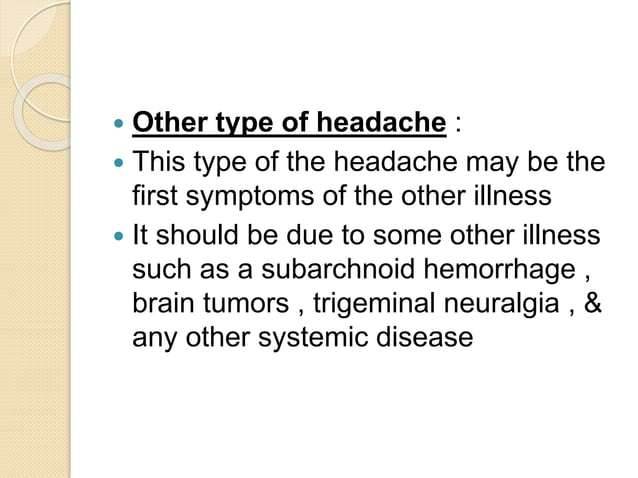 Other type of headache :
This type of the headache may be the
first symptoms of the other illness
It should be due to some other illness
such as a subarchnoid hemorrhage ,
brain tumors , trigeminal neuralgia , &
any other systemic disease